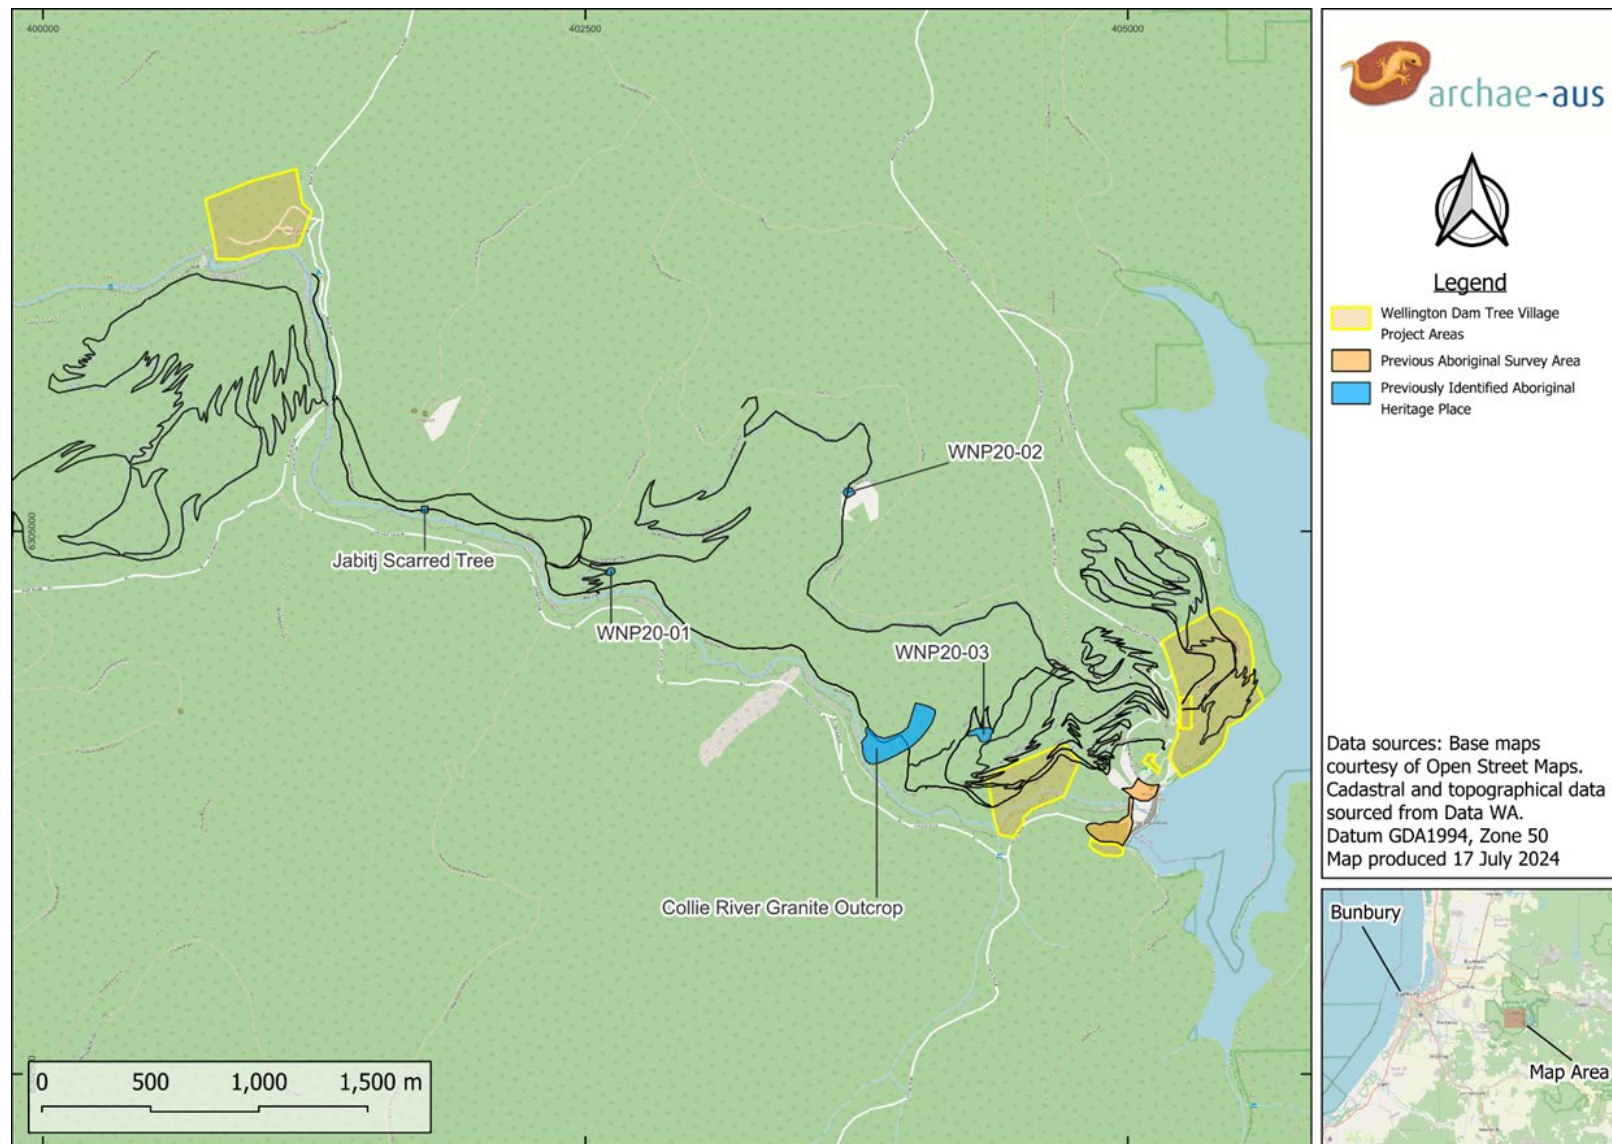 400000
402500
405000
6305000
WNP20-02
Jabitj Scarred Tree
WNP20-01
WNP20-03
Collie River Granite Outcrop
0 500 1,000 1,500 m
archae-aus
Legend
Wellington Dam Tree Village
Project Areas
Previous Aboriginal Survey Area
Previously Identified Aboriginal
Heritage Place
Data sources: Base maps
courtesy of Open Street Maps.
Cadastral and topographical data
sourced from Data WA.
Datum GDA1994, Zone 50
Map produced 17 July 2024
Bunbury
Map Area